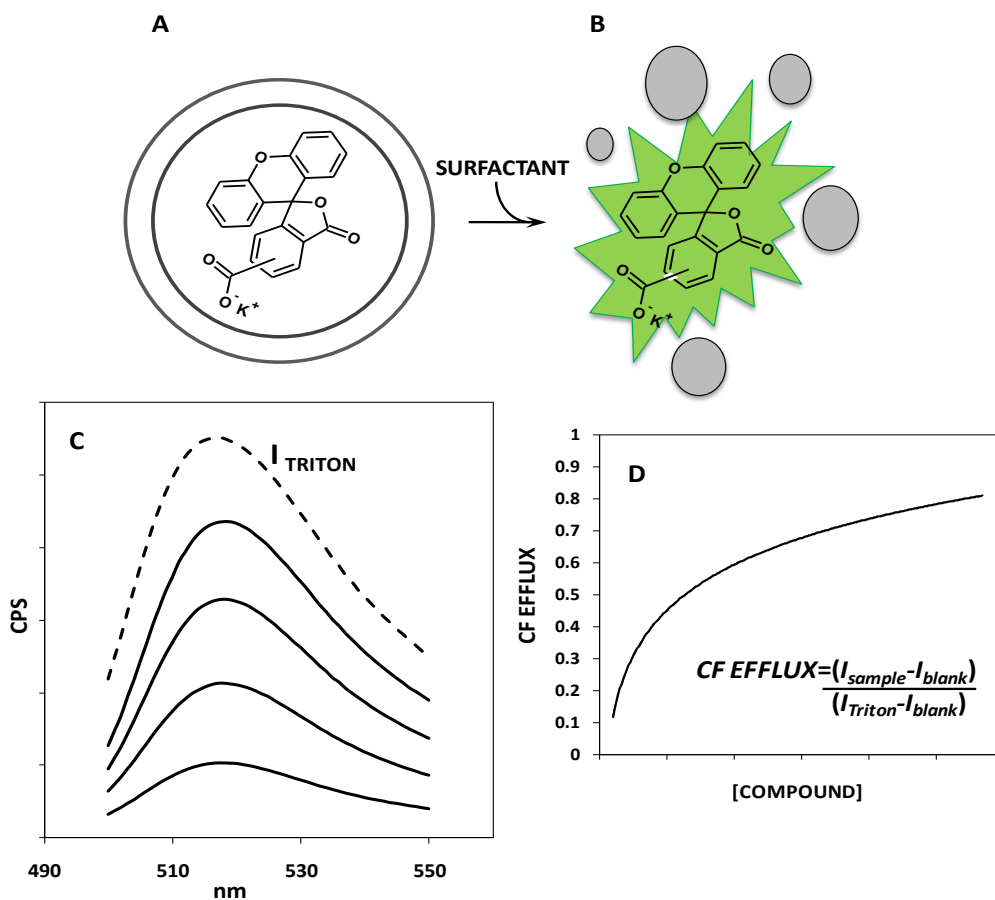 A
B
O
O
O
O
O⁻
K⁺
SURFACTANT
O
O
O
O
O⁻
K⁺
C
I TRITON
CPS
490
510
530
550
nm
D
1
0.9
0.8
0.7
0.6
0.5
0.4
0.3
0.2
0.1
0
CF EFFLUX
CF EFFLUX=(Isample-Iblank)
(ITriton-Iblank)
[COMPOUND]